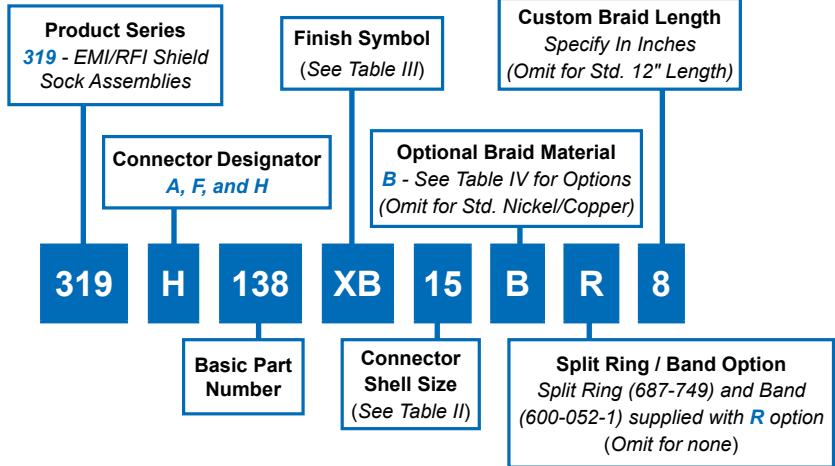 Product Series
319 - EMI/RFI Shield
Sock Assemblies
Finish Symbol
(See Table III)
Custom Braid Length
Specify In Inches
(Omit for Std. 12" Length)
Connector Designator
A, F, and H
Optional Braid Material
B - See Table IV for Options
(Omit for Std. Nickel/Copper)
319 H 138 XB 15 B R 8
Basic Part
Number
Connector
Shell Size
(See Table II)
Split Ring / Band Option
Split Ring (687-749) and Band
(600-052-1) supplied with R option
(Omit for none)